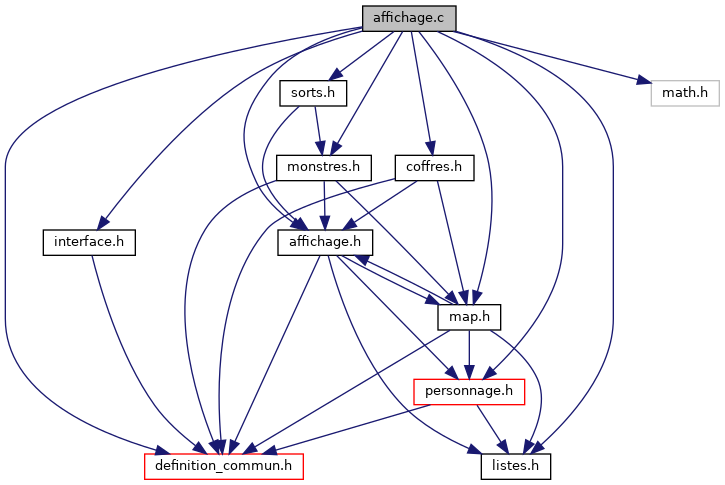 affichage.c
sorts.h
math.h
monstres.h
coffres.h
interface.h
affichage.h
map.h
personnage.h
definition_commun.h
listes.h